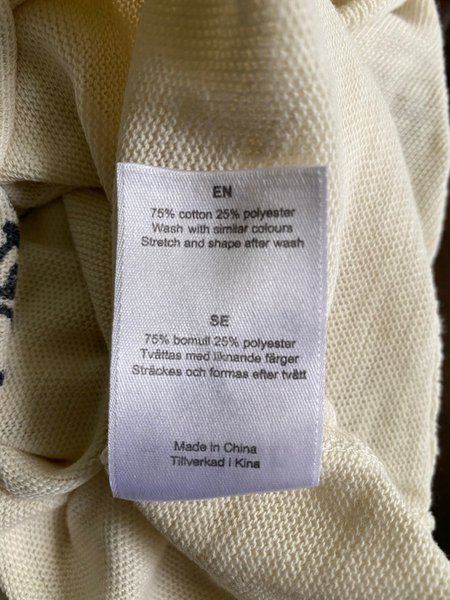 EN
75% cotton 25% polyester
Wash with similar colours
Stretch and shape after wash
SE
75% bomull 25% polyester
Tvättas med liknande färger
Sträckes och formas efter tvätt
Made in China
Tillverkad i Kina